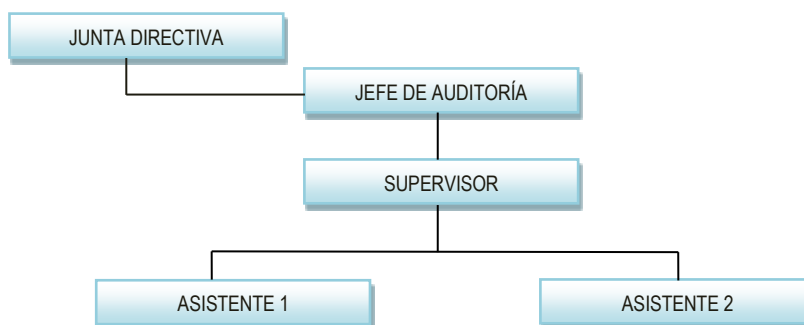 JUNTA DIRECTIVA
JEFE DE AUDITORÍA
SUPERVISOR
ASISTENTE 1
ASISTENTE 2